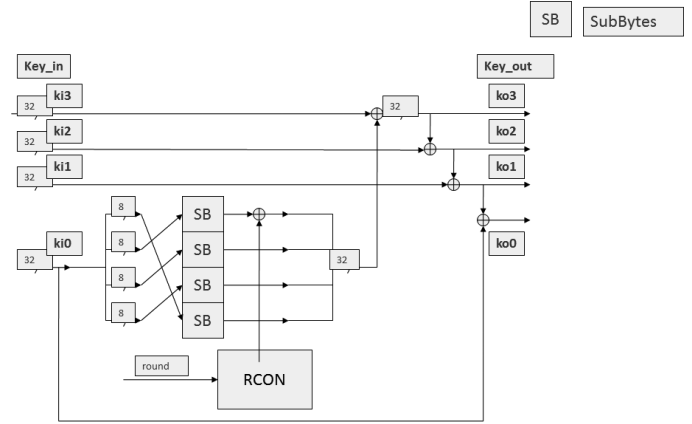 SB SubBytes
Key_in Key_out
ki3 32 ko3
32
ki2 ko2
32
ki1 ko1
32
8 SB
8 SB
ki0 ko0
32 32
8 SB
8 SB
round RCON